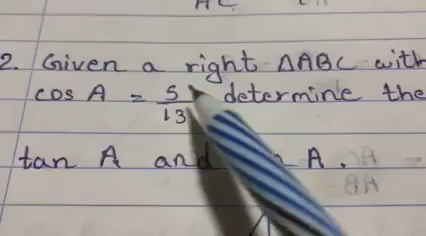 2. Given a right ΔABC with
cos A = 5/13 determine the
tan A and A.